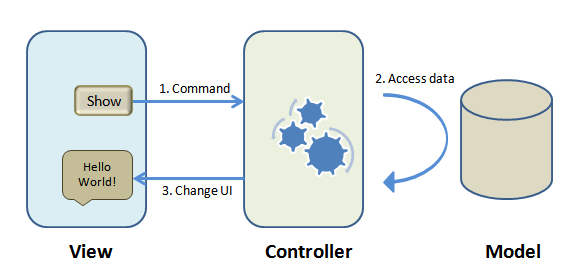 Show
1. Command
2. Access data
Hello
World!
3. Change UI
View
Controller
Model